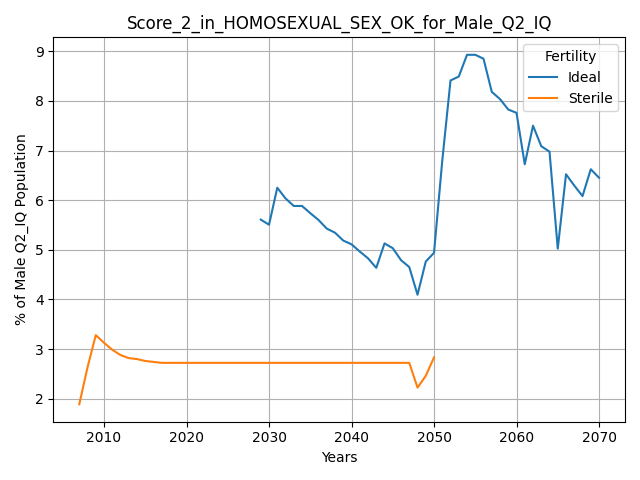 Score_2_in_HOMOSEXUAL_SEX_OK_for_Male_Q2_IQ
Fertility
Ideal
Sterile
% of Male Q2_IQ Population
9
8
7
6
5
4
3
2
2010
2020
2030
2040
2050
2060
2070
Years